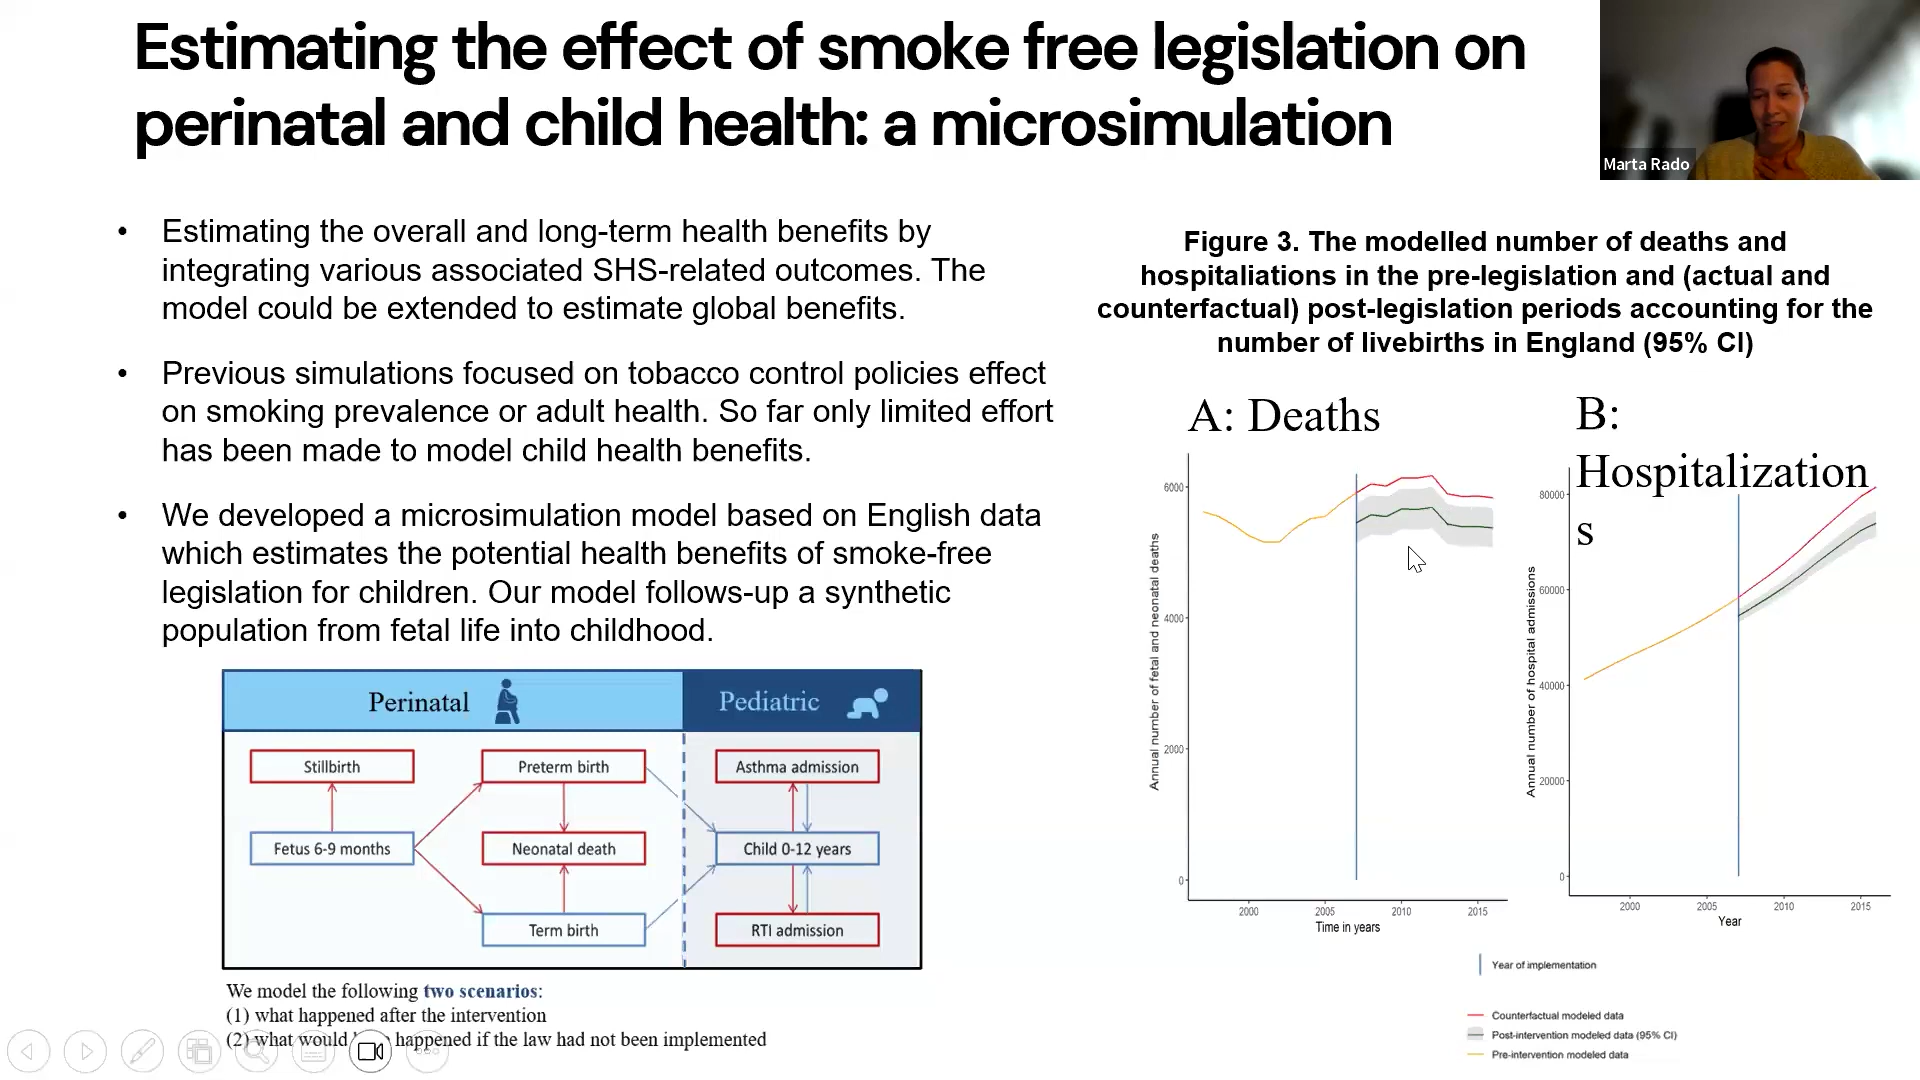 Estimating the effect of smoke free legislation on
perinatal and child health: a microsimulation
Marta Rado
• Estimating the overall and long-term health benefits by
integrating various associated SHS-related outcomes. The
model could be extended to estimate global benefits.
• Previous simulations focused on tobacco control policies effect
on smoking prevalence or adult health. So far only limited effort
has been made to model child health benefits.
• We developed a microsimulation model based on English data
which estimates the potential health benefits of smoke-free
legislation for children. Our model follows-up a synthetic
population from fetal life into childhood.
Perinatal
Pediatric
Stillbirth
Preterm birth
Asthma admission
Fetus 6-9 months
Neonatal death
Child 0-12 years
Term birth
RTI admission
We model the following two scenarios:
(1) what happened after the intervention
(2) what would happened if the law had not been implemented
Figure 3. The modelled number of deaths and
hospitaliations in the pre-legislation and (actual and
counterfactual) post-legislation periods accounting for the
number of livebirths in England (95% CI)
A: Deaths
Annual number of fetal and neonatal deaths
6000
4000
2000
0
2000
2005
2010
2015
Time in years
B:
Hospitalization
s
Annual number of hospital admissions
80000
60000
40000
20000
0
2000
2005
2010
2015
Year
Year of implementation
Counterfactual modeled data
Post-intervention modeled data (95% CI)
Pre-intervention modeled data